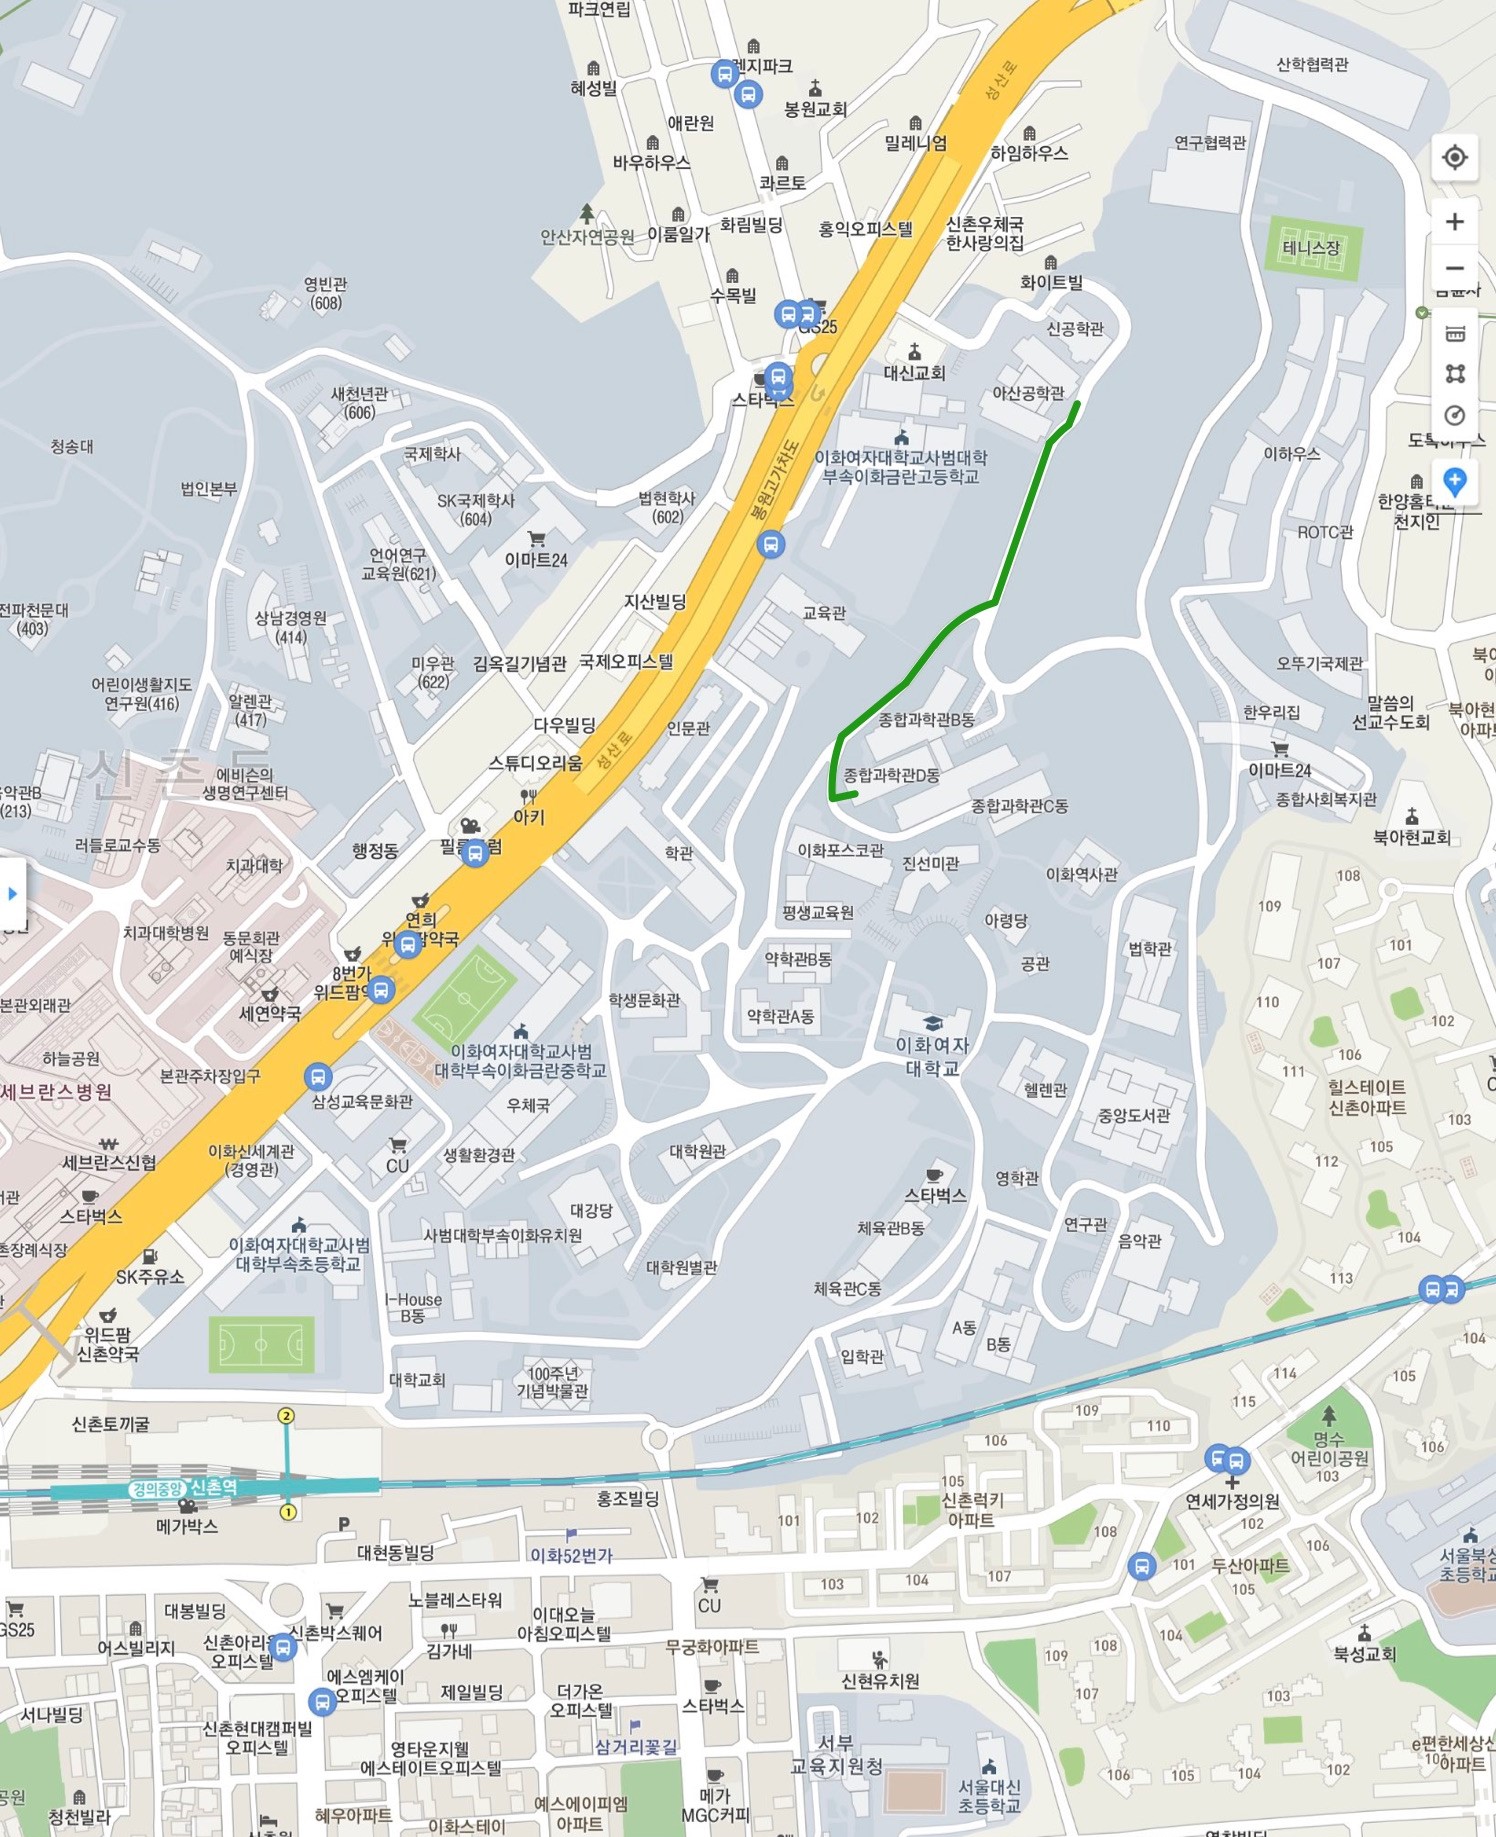 파크연립
렌지파크
혜성빌
봉원교회
애란원
바우하우스
밀레니엄
하임하우스
콰르토
성산로
산학협력관
연구협력관
안산자연공원
이룸일가
화림빌딩
홍익오피스텔
신촌우체국
한사랑의집
테니스장
영빈관
(608)
수목빌
화이트빌
GS25
신공학관
대신교회
아산공학관
스타벅스
새천년관
(606)
청송대
국제학사
법인본부
SK국제학사
(604)
법현학사
(602)
이화여자대학교사범대학
부속이화금란고등학교
봉원고가차도
이하우스
ROTC관
천지인
이마트24
언어연구
교육원(621)
지산빌딩
교육관
전파천문대
(403)
상남경영원
(414)
미우관
(622)
김옥길기념관
국제오피스텔
어린이생활지도
연구원(416)
알렌관
(417)
다우빌딩
인문관
종합과학관B동
오뚜기국제관
한우리집
말씀의
선교수도회
성산로
스튜디오리움
신촌동
에비슨의
생명연구센터
종합과학관D동
종합과학관C동
이마트24
종합사회복지관
북아현교회
(213)
러들로교수동
아키
행정동
치과대학
학관
이화포스코관
진선미관
이화역사관
108
109
치과대학병원
동문회관
예식장
연희
평생교육원
아령당
공관
법학관
101
107
8번가
세연약국
약학관B동
학생문화관
약학관A동
110
102
본관외래관
하늘공원
세브란스병원
본관주차장입구
이화여자대학교사범
대학부속이화금란중학교
이화여자
대학교
106
111
힐스테이트
신촌아파트
삼성교육문화관
우체국
헬렌관
중앙도서관
103
105
112
세브란스신협
이화신세계관
(경영관)
CU
생활환경관
대학원관
영학관
스타벅스
스타벅스
대강당
연구관
음악관
체육관B동
104
이화여자대학교사범
대학부속초등학교
사범대학부속이화유치원
SK주유소
대학원별관
체육관C동
113
I-House
B동
위드팜
신촌약국
A동
B동
입학관
104
대학교회
100주년
기념박물관
114
105
115
신촌토끼굴
2
109
110
106
명수
어린이공원
106
103
경의중앙 신촌역
1
105
신촌럭키
아파트
연세가정의원
홍조빌딩
메가박스
P
101
102
108
102
대현동빌딩
이화52번가
106
101
두산아파트
105
서울북성
초등학교
103
104
107
대봉빌딩
노블레스타워
CU
GS25
어스빌리지
신촌박스퀘어
이대오늘
아침오피스텔
김가네
오피스텔
무궁화아파트
104
북성교회
108
109
신현유치원
에스엠케이
오피스텔
제일빌딩
더가온
오피스텔
스타벅스
107
103
서나빌딩
신촌현대캠퍼빌
오피스텔
삼거리꽃길
서부
교육지원청
영타운지웰
에스테이트오피스텔
e편한세상신
아파트
106
105
104
102
서울대신
초등학교
메가
MGC커피
청천빌라
혜우아파트
이화스테이
예스에이피엠
아파트